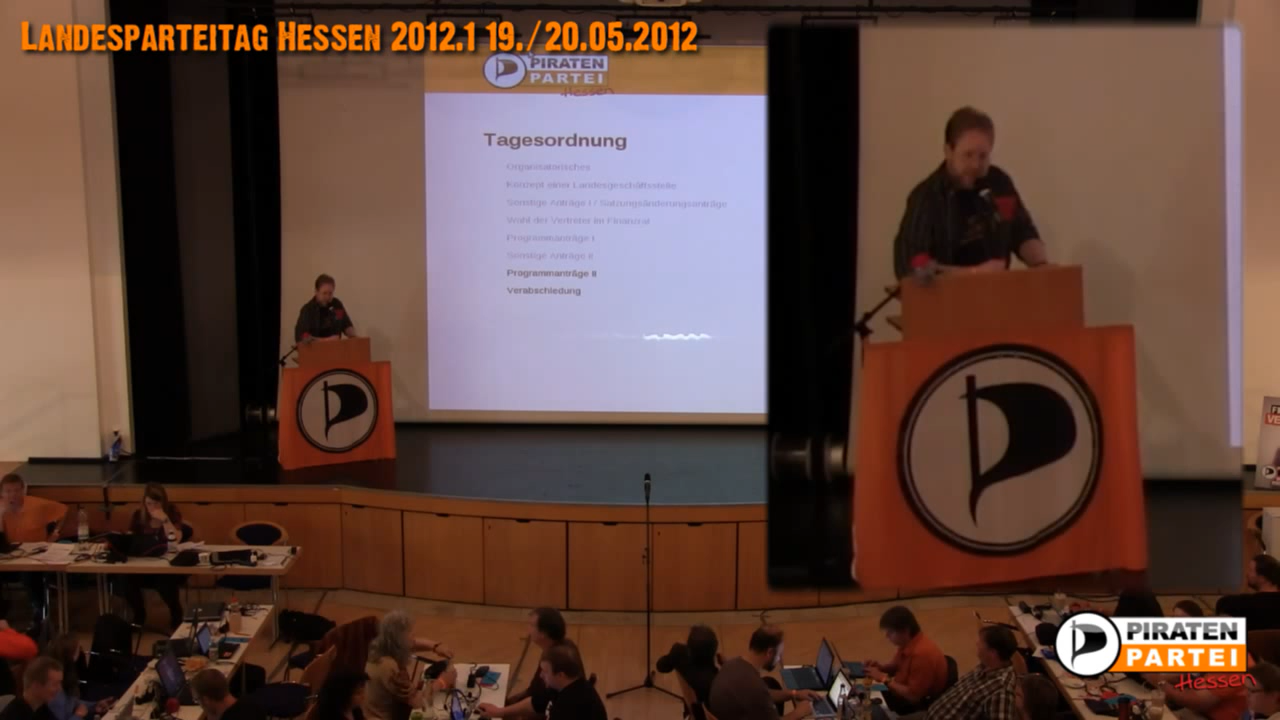 LANDESPARTEITAG HESSEN 2012.1 19./20.05.2012
PIRATEN
PARTEI
Hessen
Tagesordnung
Organisatorisches
Konzept einer Landesgeschäftsstelle
Sonstige Anträge I / Satzungsänderungsanträge
Wahl der Vertreter im Finanzrat
Programmanträge I
Sonstige Anträge II
Programmanträge II
Verabschiedung
PIRATEN
PARTEI
Hessen